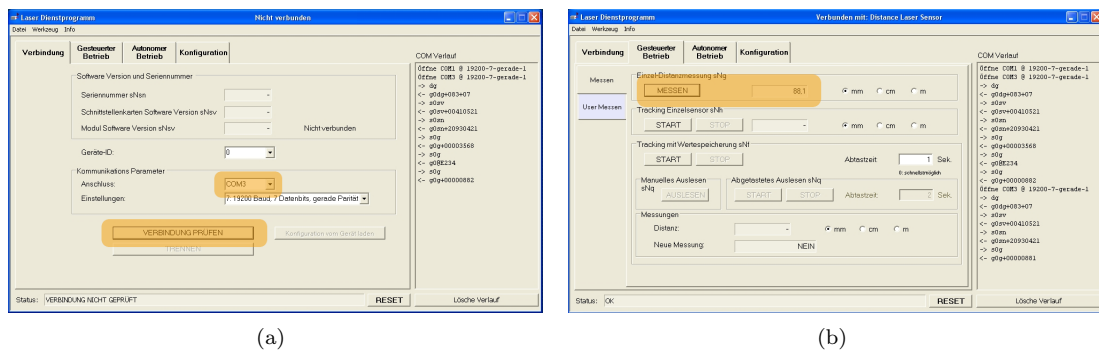 Laser Dienstprogramm Nicht verbunden
Datei Werkzeug Info
Verbindung
Gesteuerter Betrieb
Autonomer Betrieb
Konfiguration
Software Version und Seriennummer
Seriennummer sNsn -
Schnittstellenkarten Software Version sNsv -
Modul Software Version sNsv - Nicht verbunden
Geräte-ID: 0
Kommunikations Parameter
Anschluss: COM3
Einstellungen: 7: 19200 Baud, 7 Datenbits, gerade Parität
VERBINDUNG PRÜFEN
Konfiguration vom Gerät laden
TRENNEN
COM Verlauf
Öffne COM1 @ 19200-7-gerade-1
Öffne COM3 @ 19200-7-gerade-1
-> dg
<- g0dg+083+07
-> s0sv
<- g0sv+00410521
-> s0sn
<- g0sn+20930421
-> s0g
<- g0g+00003568
-> s0g
<- g0@E234
-> s0g
<- g0g+00000882
Status: VERBINDUNG NICHT GEPRÜFT
RESET
Lösche Verlauf
(a)
Laser Dienstprogramm Verbunden mit: Distance Laser Sensor
Datei Werkzeug Info
Verbindung
Gesteuerter Betrieb
Autonomer Betrieb
Konfiguration
Messen
User Messen
Einzel-Distanzmessung sNg
MESSEN 88,1 mm cm m
Tracking Einzelsensor sNh
START STOP - mm cm m
Tracking mit Wertespeicherung sNf
START STOP Abtastzeit 1 Sek.
0: schnellstmöglich
Manuelles Auslesen sNq
AUSLESEN
Abgetastetes Auslesen sNq
START STOP Abtastzeit: 2 Sek.
Messungen
Distanz: - mm cm m
Neue Messung: NEIN
COM Verlauf
Öffne COM1 @ 19200-7-gerade-1
Öffne COM3 @ 19200-7-gerade-1
-> dg
<- g0dg+083+07
-> s0sv
<- g0sv+00410521
-> s0sn
<- g0sn+20930421
-> s0g
<- g0g+00003568
-> s0g
<- g0@E234
-> s0g
<- g0g+00000882
Öffne COM3 @ 19200-7-gerade-1
-> dg
<- g0dg+083+07
-> s0sv
<- g0sv+00410521
-> s0sn
<- g0sn+20930421
-> s0g
<- g0g+00000881
Status: OK
RESET
Lösche Verlauf
(b)